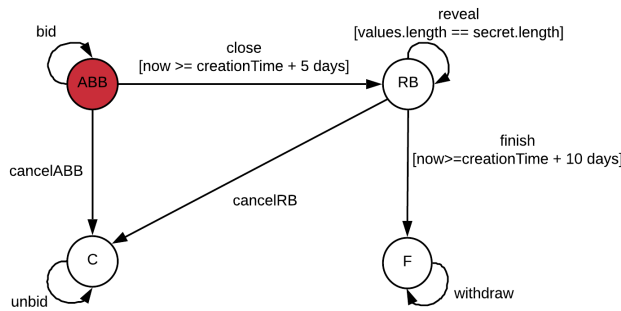 reveal
[values.length == secret.length]
bid
close
[now >= creationTime + 5 days]
ABB
RB
finish
[now>=creationTime + 10 days]
cancelABB
cancelRB
C
F
unbid
withdraw